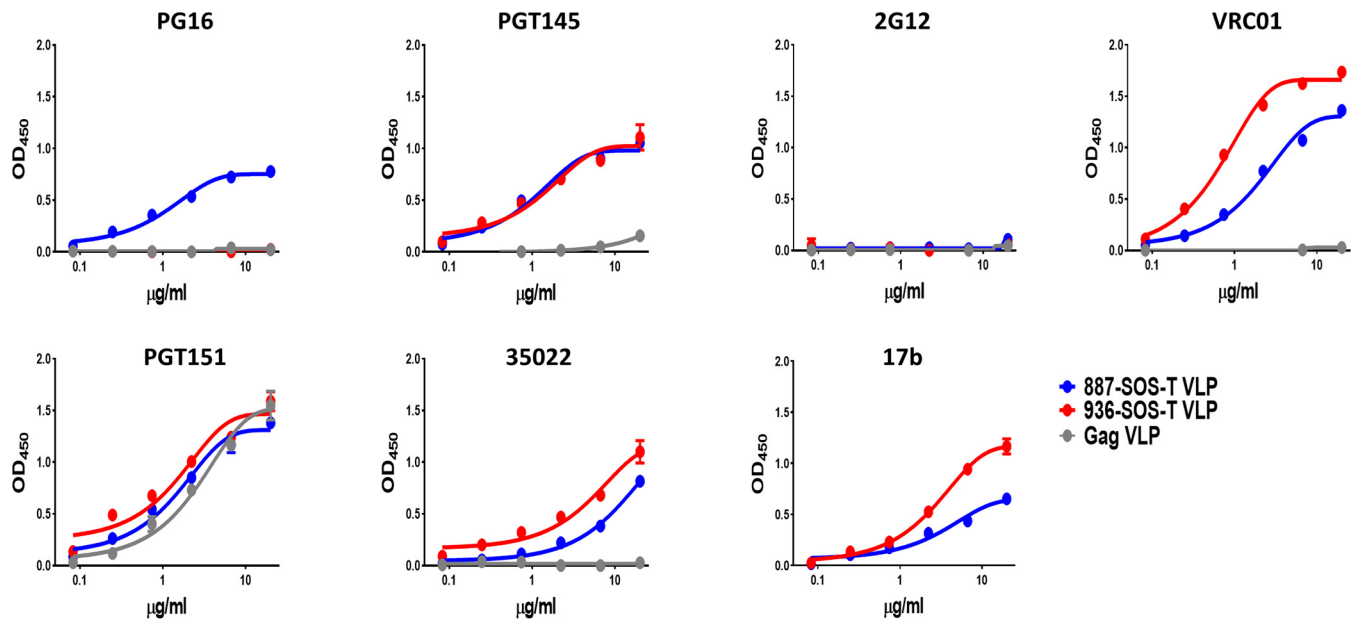 PG16
PGT145
2G12
VRC01
2.0
1.5
1.0
0.5
0.0
OD450
0.1 1 10
μg/ml
2.0
1.5
1.0
0.5
0.0
OD450
0.1 1 10
μg/ml
2.0
1.5
1.0
0.5
0.0
OD450
0.1 1 10
μg/ml
2.0
1.5
1.0
0.5
0.0
OD450
0.1 1 10
μg/ml
PGT151
35022
17b
2.0
1.5
1.0
0.5
0.0
OD450
0.1 1 10
μg/ml
2.0
1.5
1.0
0.5
0.0
OD450
0.1 1 10
μg/ml
2.0
1.5
1.0
0.5
0.0
OD450
0.1 1 10
μg/ml
887-SOS-T VLP
936-SOS-T VLP
Gag VLP